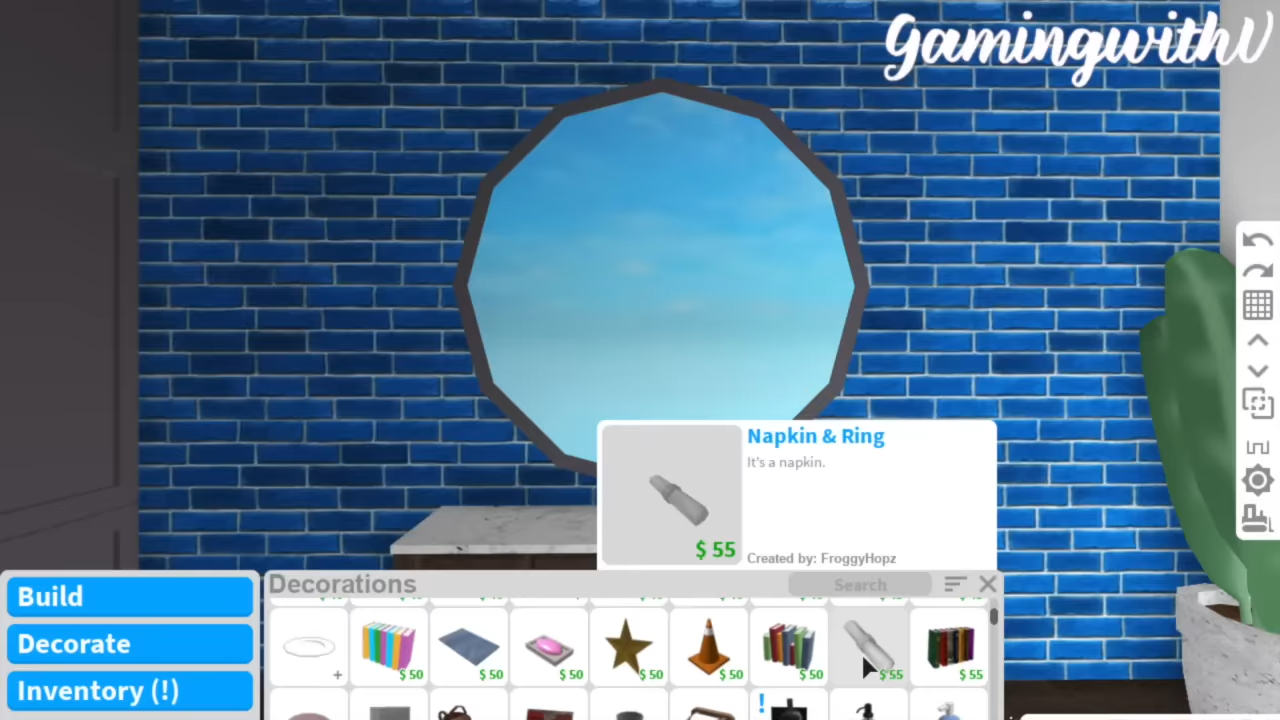 GamingwithV
Napkin & Ring
It's a napkin.
$ 55
Created by: FroggyHopz
Build
Decorate
Inventory (!)
Decorations
Search
+
$ 50
$ 50
$ 50
$ 50
$ 50
$ 50
$ 55
$ 55
!